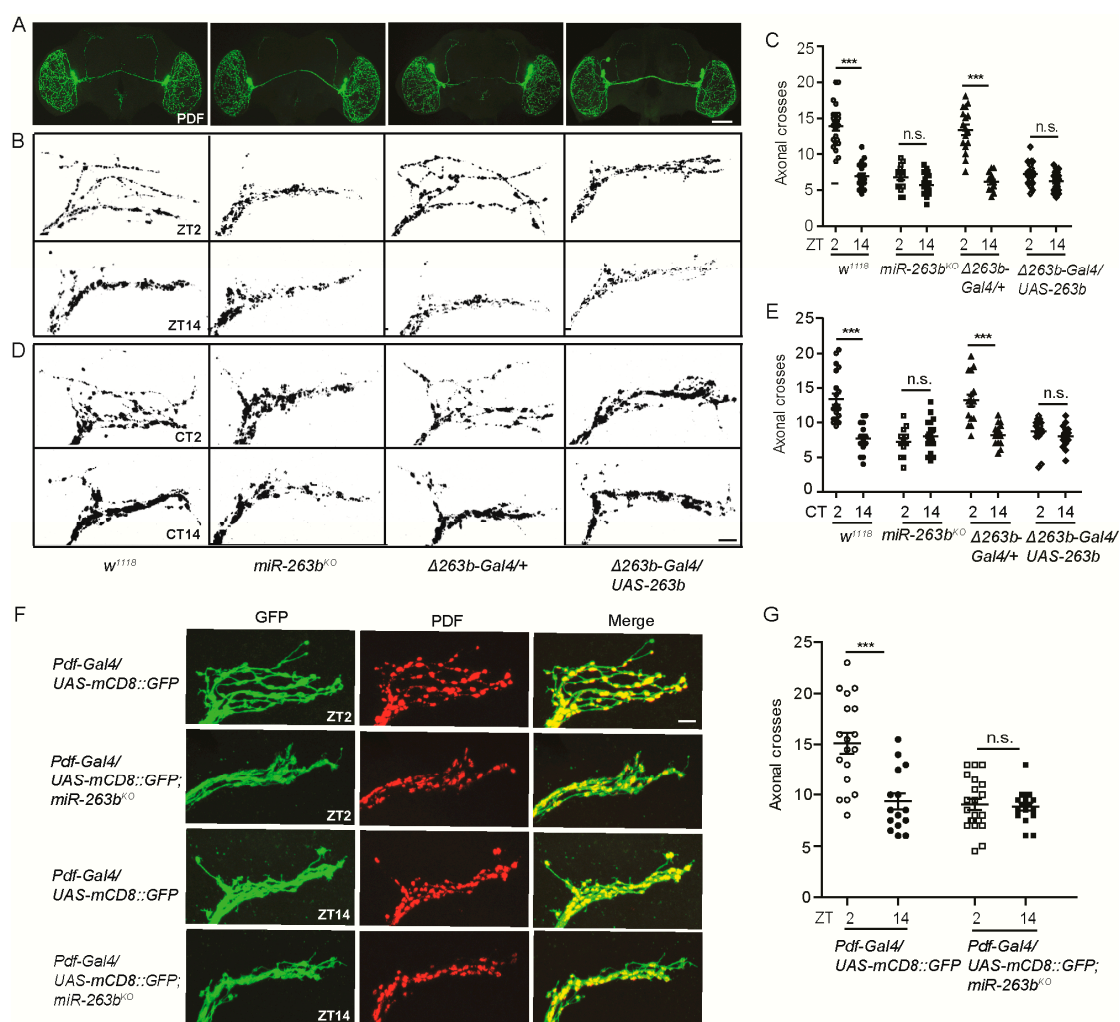 A
PDF
B
ZT2
ZT14
D
CT2
CT14
w¹¹¹⁸
miR-263bᴷᴼ
Δ263b-Gal4/+
Δ263b-Gal4/
UAS-263b
C
Axonal crosses
25
20
15
10
5
0
***
n.s.
***
n.s.
ZT
2 14 2 14 2 14 2 14
w¹¹¹⁸
miR-263bᴷᴼ
Δ263b-
Gal4/+
Δ263b-Gal4/
UAS-263b
E
Axonal crosses
25
20
15
10
5
0
***
n.s.
***
n.s.
CT
2 14 2 14 2 14 2 14
w¹¹¹⁸
miR-263bᴷᴼ
Δ263b-
Gal4/+
Δ263b-Gal4/
UAS-263b
F
GFP PDF Merge
Pdf-Gal4/
UAS-mCD8::GFP
ZT2
Pdf-Gal4/
UAS-mCD8::GFP;
miR-263bᴷᴼ
ZT2
Pdf-Gal4/
UAS-mCD8::GFP
ZT14
Pdf-Gal4/
UAS-mCD8::GFP;
miR-263bᴷᴼ
ZT14
G
Axonal crosses
25
20
15
10
5
0
***
n.s.
ZT
2 14 2 14
Pdf-Gal4/
UAS-mCD8::GFP
Pdf-Gal4/
UAS-mCD8::GFP;
miR-263bᴷᴼ